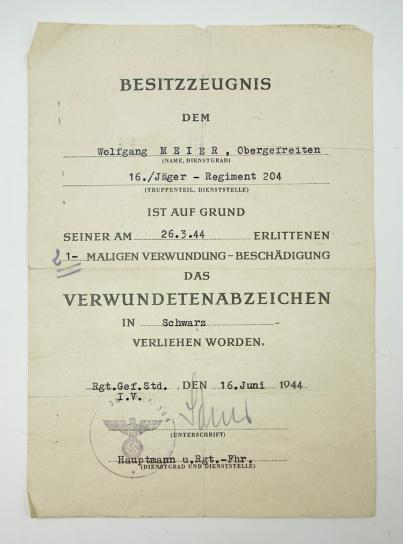 BESITZZEUGNIS
DEM
Wolfgang M E I E R , Obergefreiten
(NAME, DIENSTGRAD)
16./Jäger - Regiment 204
(TRUPPENTEIL, DIENSTSTELLE)
IST AUF GRUND
SEINER AM 26.3.44 ERLITTENEN
2
1- MALIGEN VERWUNDUNG-BESCHÄDIGUNG
DAS
VERWUNDETENABZEICHEN
IN Schwarz
VERLIEHEN WORDEN.
Rgt.Gef.Std. DEN 16.Juni 1944
I.V.
(UNTERSCHRIFT)
Hauptmann u.Rgt.-Fhr.
(DIENSTGRAD UND DIENSTSTELLE)